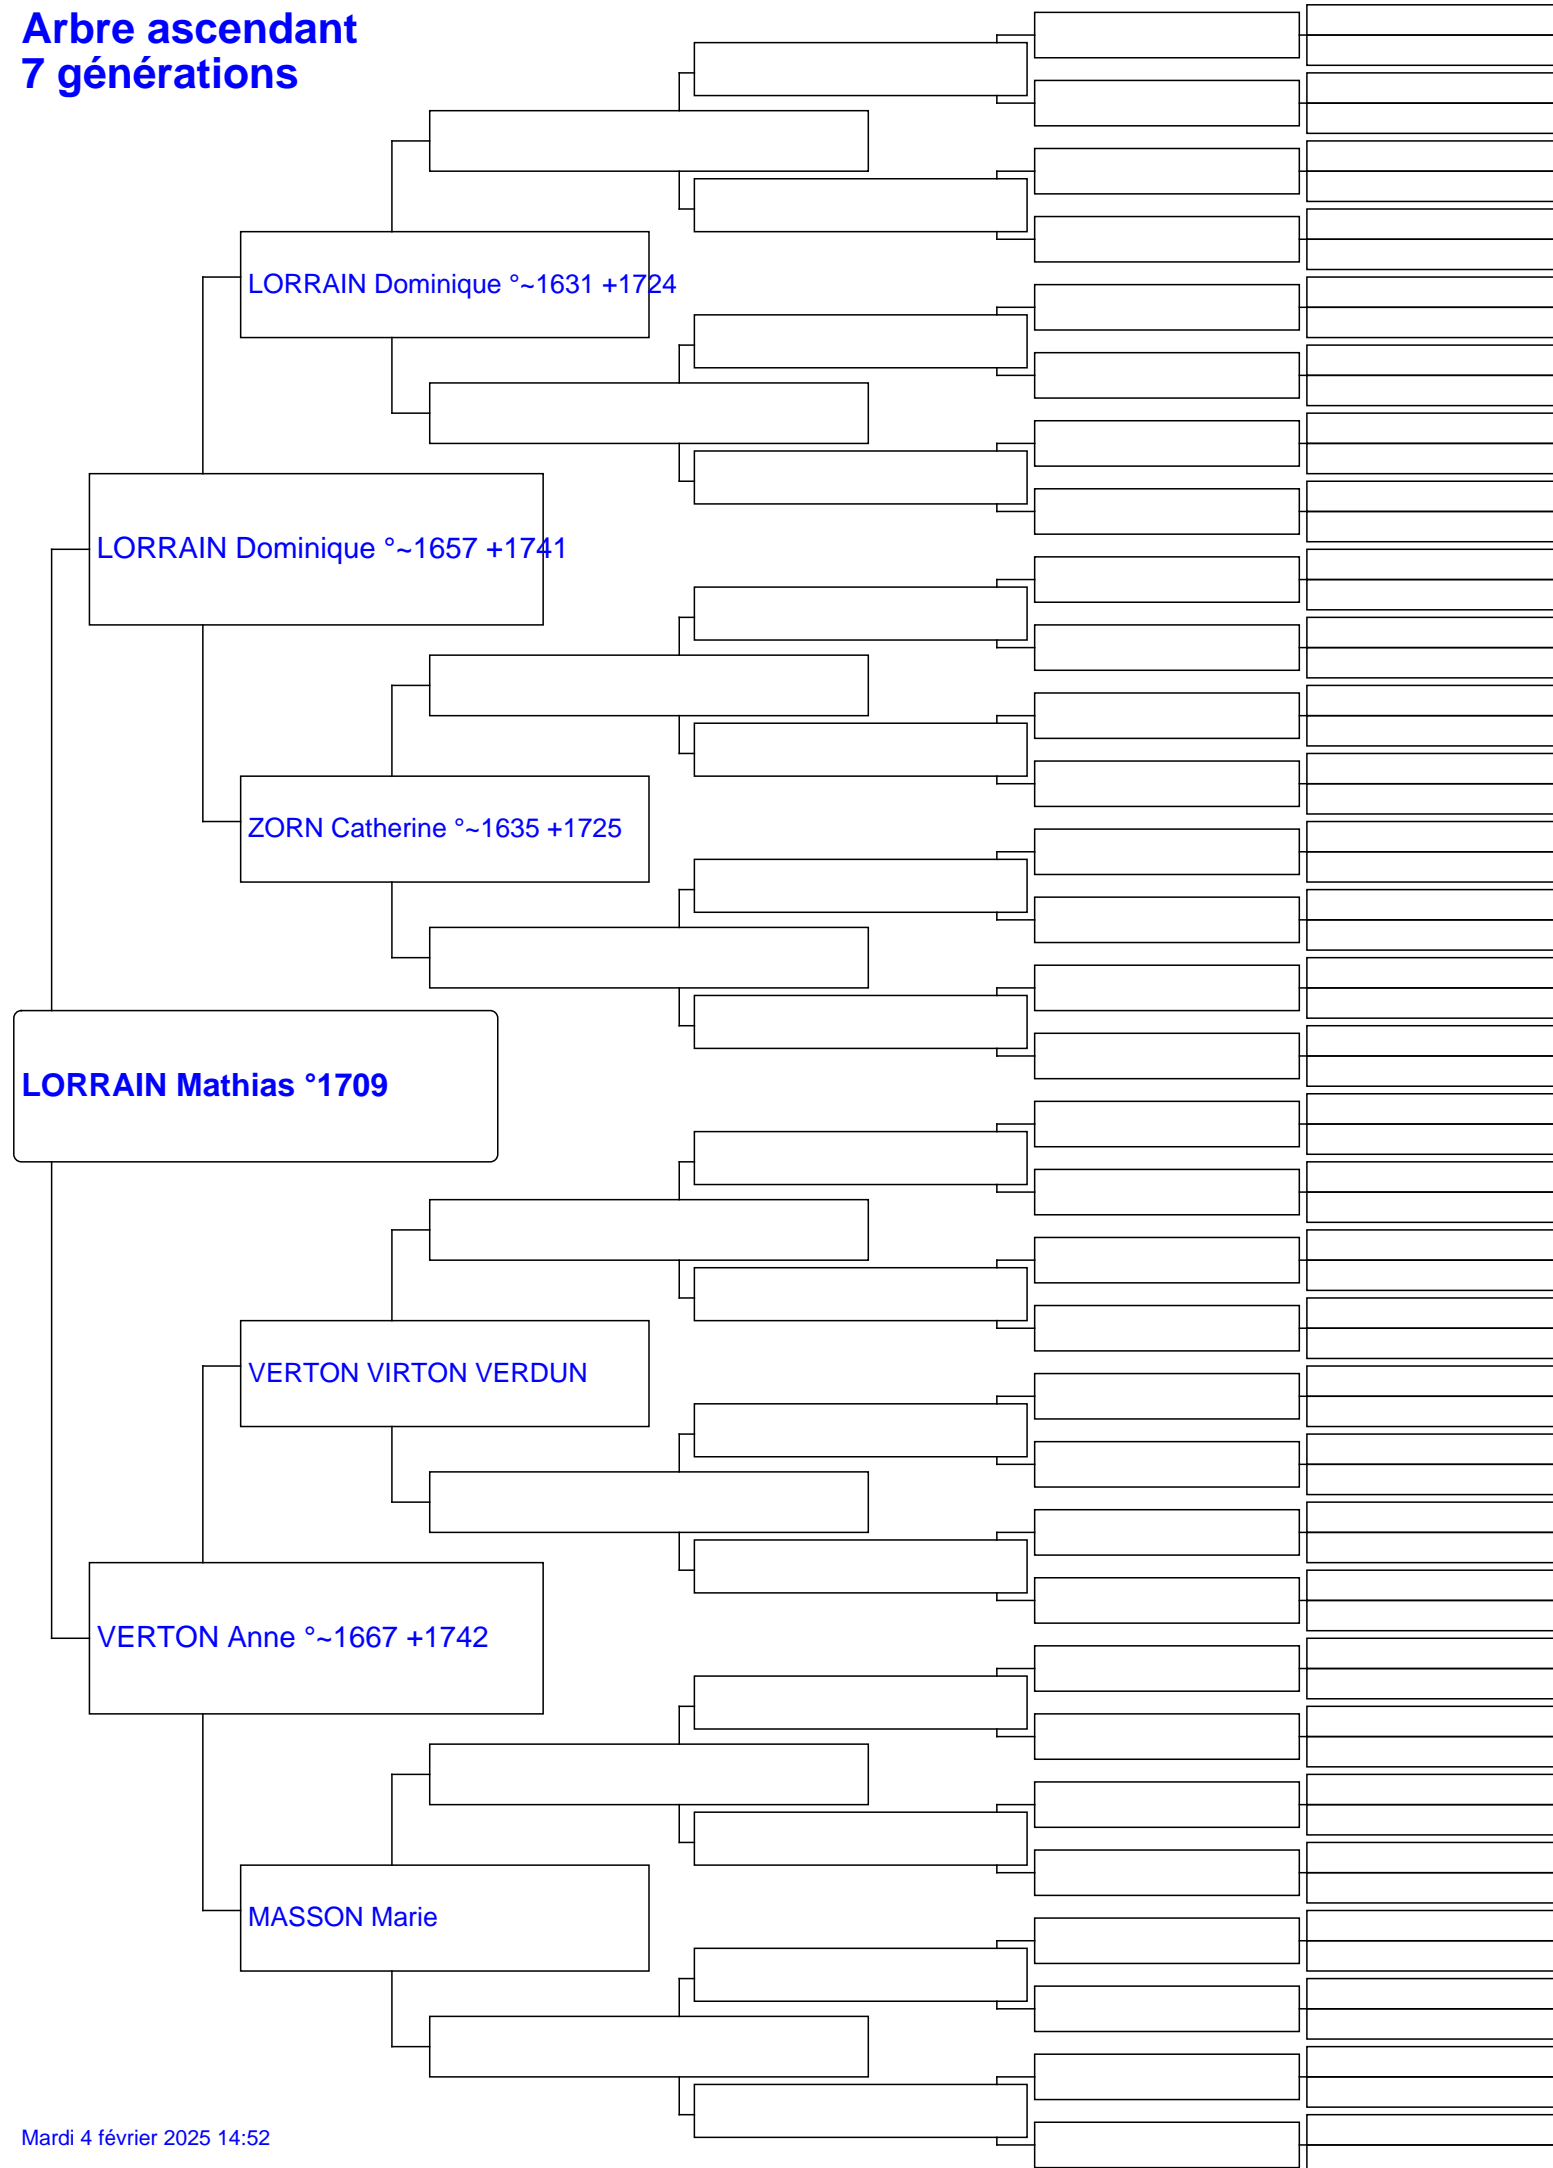 Arbre ascendant
7 générations
LORRAIN Dominique °~1631 +1724
LORRAIN Dominique °~1657 +1741
ZORN Catherine °~1635 +1725
LORRAIN Mathias °1709
VERTON VIRTON VERDUN
VERTON Anne °~1667 +1742
MASSON Marie
Mardi 4 février 2025 14:52